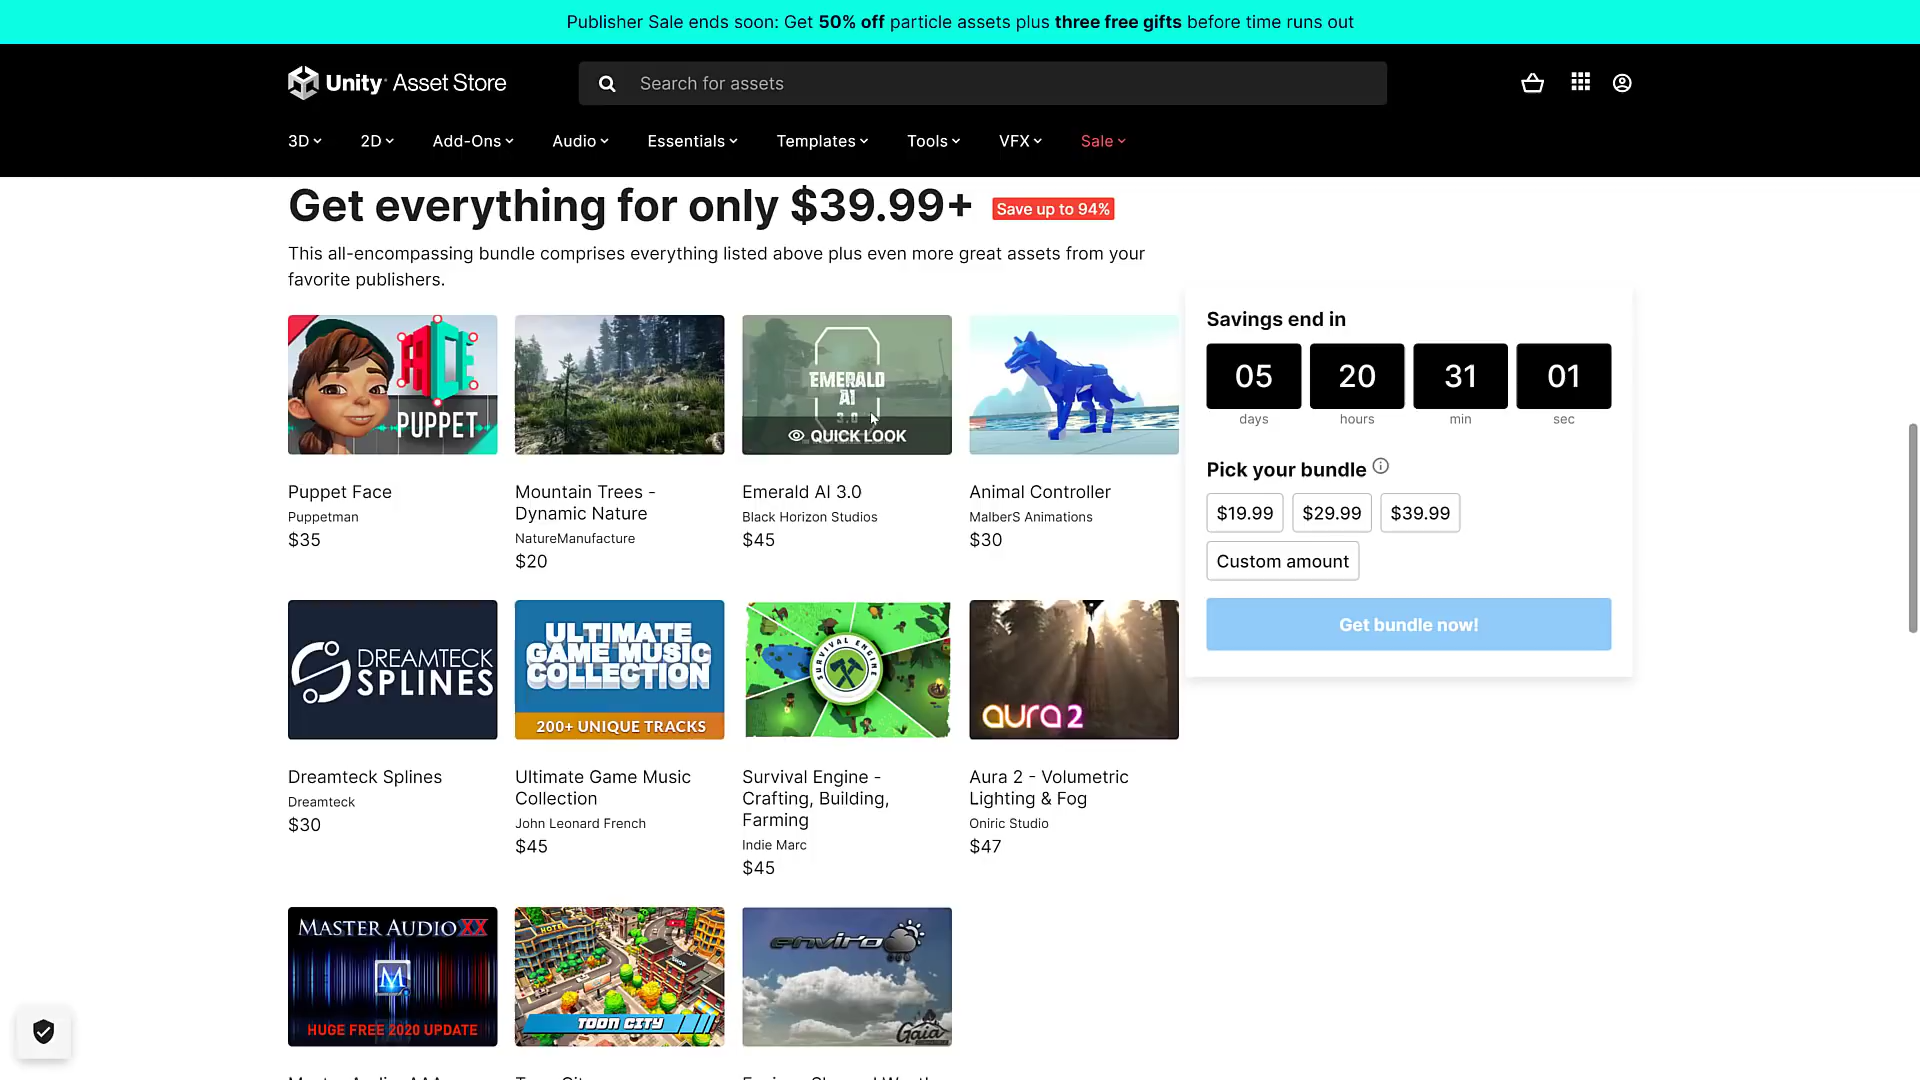 Publisher Sale ends soon: Get 50% off particle assets plus three free gifts before time runs out
Unity Asset Store
Search for assets
3D
2D
Add-Ons
Audio
Essentials
Templates
Tools
VFX
Sale
Get everything for only $39.99+
Save up to 94%
This all-encompassing bundle comprises everything listed above plus even more great assets from your
favorite publishers.
FACE
PUPPET
EMERALD
AI
3.0
QUICK LOOK
Puppet Face
Puppetman
$35
Mountain Trees -
Dynamic Nature
NatureManufacture
$20
Emerald AI 3.0
Black Horizon Studios
$45
Animal Controller
MalberS Animations
$30
Savings end in
05
20
31
01
days
hours
min
sec
Pick your bundle
$19.99
$29.99
$39.99
Custom amount
Get bundle now!
DREAMTECK
SPLINES
ULTIMATE
GAME MUSIC
COLLECTION
200+ UNIQUE TRACKS
SURVIVAL ENGINE
aura 2
Dreamteck Splines
Dreamteck
$30
Ultimate Game Music
Collection
John Leonard French
$45
Survival Engine -
Crafting, Building,
Farming
Indie Marc
$45
Aura 2 - Volumetric
Lighting & Fog
Oniric Studio
$47
MASTER AUDIO XX
M
HUGE FREE 2020 UPDATE
HOTEL
TOON CITY
enviro
Gaia